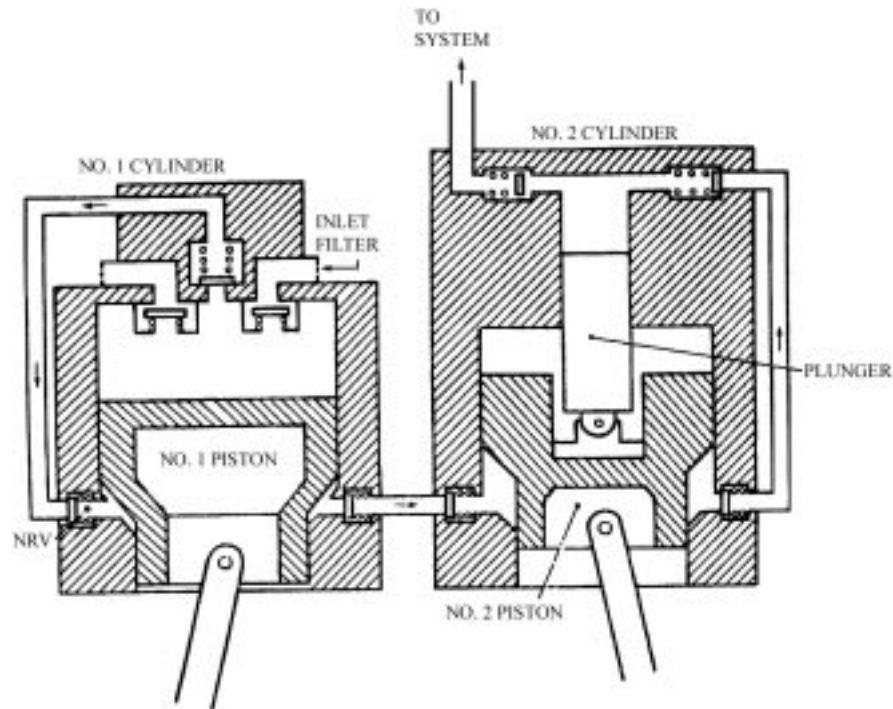 TO
SYSTEM
NO. 2 CYLINDER
NO. 1 CYLINDER
INLET
FILTER
PLUNGER
NO. 1 PISTON
NRV
NO. 2 PISTON